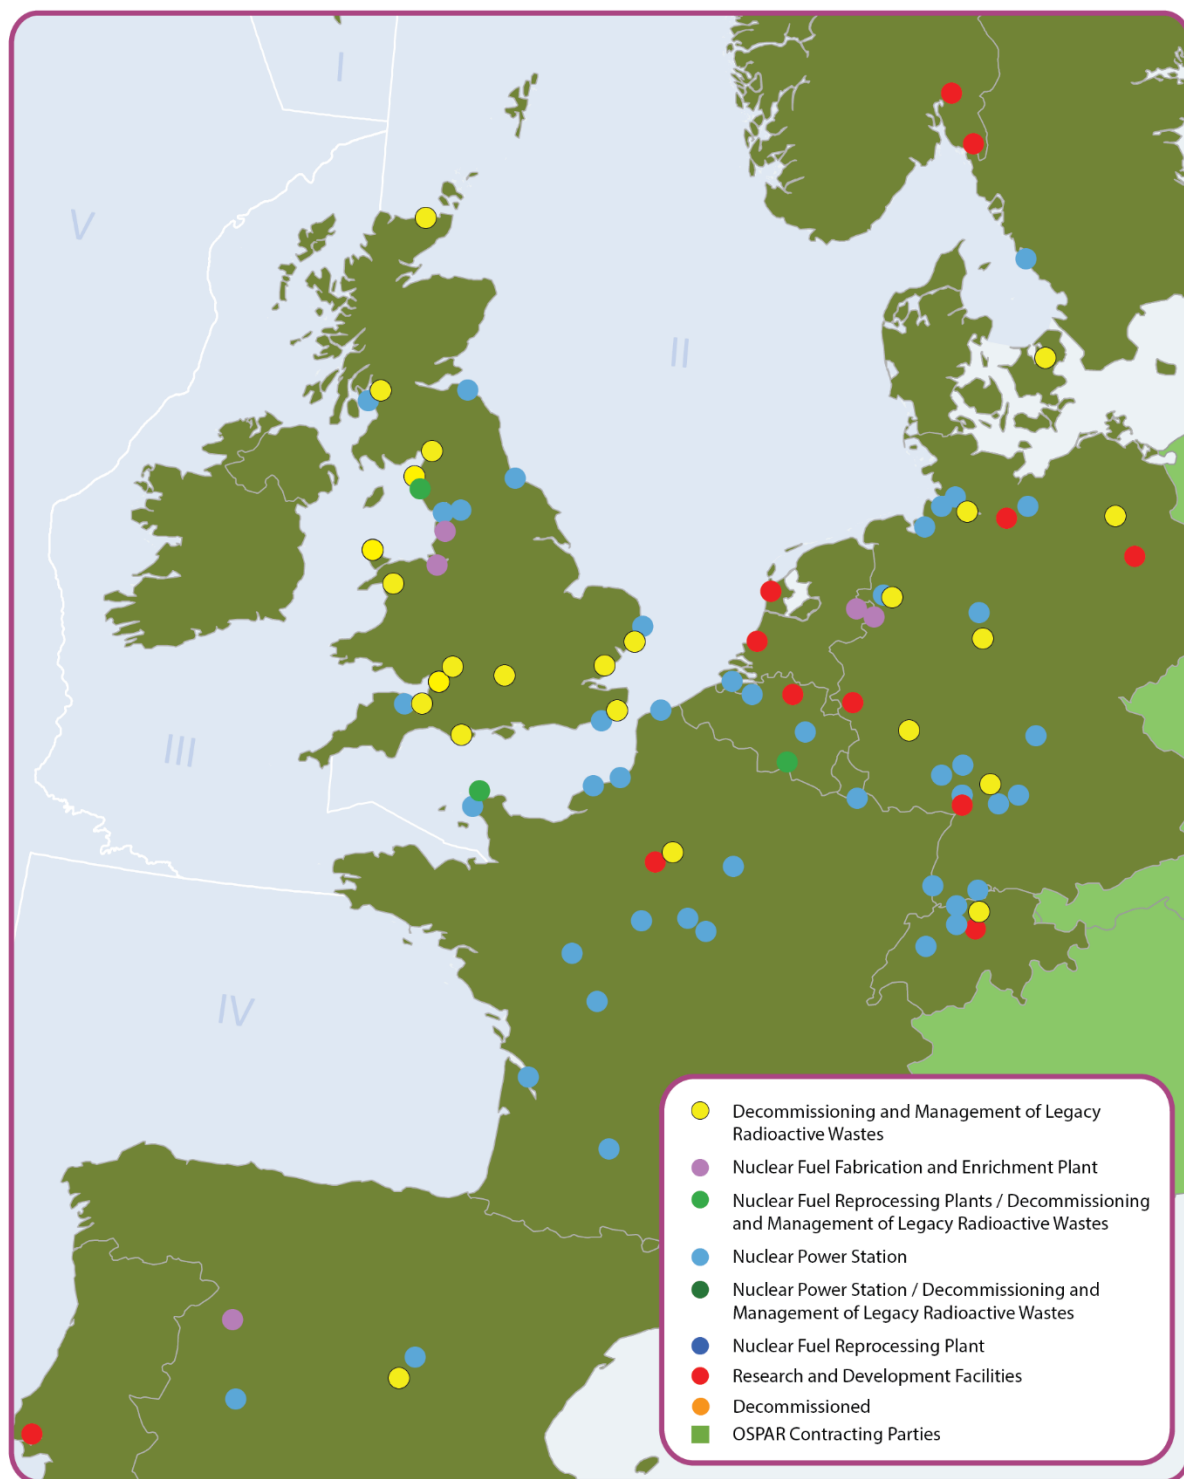 I
V
II
III
IV
Decommissioning and Management of Legacy
Radioactive Wastes
Nuclear Fuel Fabrication and Enrichment Plant
Nuclear Fuel Reprocessing Plants / Decommissioning
and Management of Legacy Radioactive Wastes
Nuclear Power Station
Nuclear Power Station / Decommissioning and
Management of Legacy Radioactive Wastes
Nuclear Fuel Reprocessing Plant
Research and Development Facilities
Decommissioned
OSPAR Contracting Parties